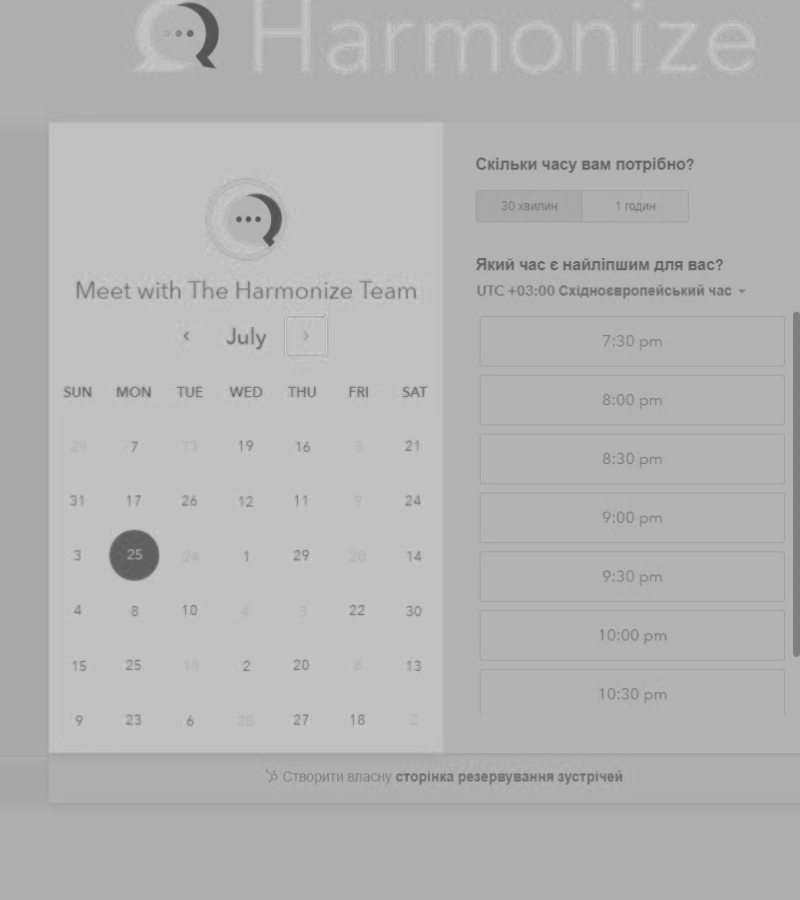 Harmonize
Meet with The Harmonize Team
July
SUN MON TUE WED THU FRI SAT
29 7 13 19 16 3 21
31 17 26 12 11 9 24
3 25 24 1 29 20 14
4 8 10 4 3 22 30
15 25 19 2 20 8 13
9 23 6 28 27 18 2
Скільки часу вам потрібно?
30 хвилин 1 годин
Який час є найліпшим для вас?
UTC +03:00 Східноєвропейський час
7:30 pm
8:00 pm
8:30 pm
9:00 pm
9:30 pm
10:00 pm
10:30 pm
Створити власну сторінка резервування зустрічей